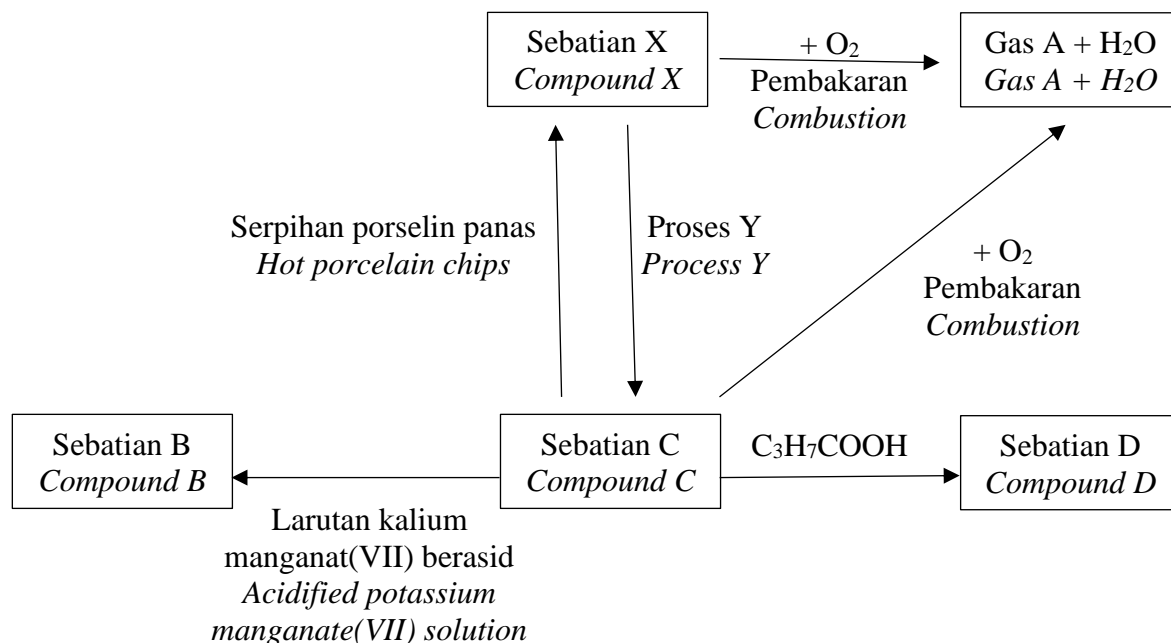 Sebatian X
Compound X
+ O₂
Pembakaran
Combustion
Gas A + H₂O
Gas A + H₂O
Serpihan porselin panas
Hot porcelain chips
Proses Y
Process Y
+ O₂
Pembakaran
Combustion
Sebatian B
Compound B
Sebatian C
Compound C
C₃H₇COOH
Sebatian D
Compound D
Larutan kalium
manganat(VII) berasid
Acidified potassium
manganate(VII) solution